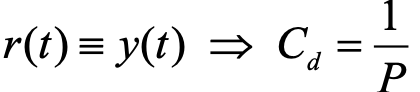 r(t) ≡ y(t) ⇒ C_d = 1/P